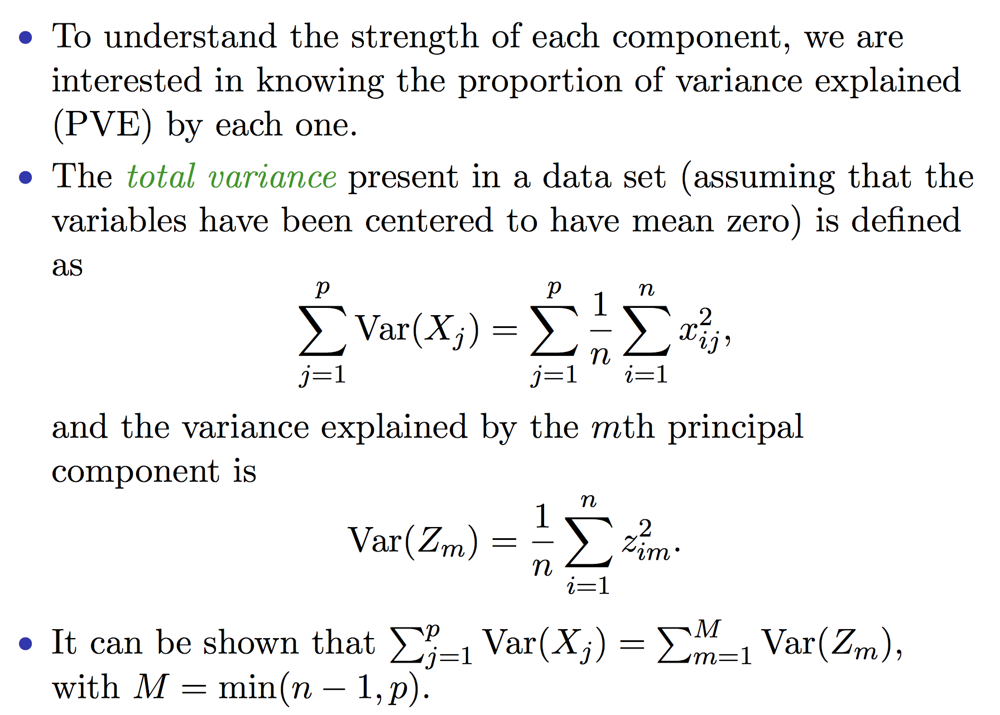 • To understand the strength of each component, we are
interested in knowing the proportion of variance explained
(PVE) by each one.
• The total variance present in a data set (assuming that the
variables have been centered to have mean zero) is defined
as
$\sum_{j=1}^{p} \mathrm{Var}(X_j) = \sum_{j=1}^{p} \frac{1}{n} \sum_{i=1}^{n} x_{ij}^2,$
and the variance explained by the mth principal
component is
$\mathrm{Var}(Z_m) = \frac{1}{n} \sum_{i=1}^{n} z_{im}^2.$
• It can be shown that $\sum_{j=1}^{p} \mathrm{Var}(X_j) = \sum_{m=1}^{M} \mathrm{Var}(Z_m),$
with $M = \min(n - 1, p).$